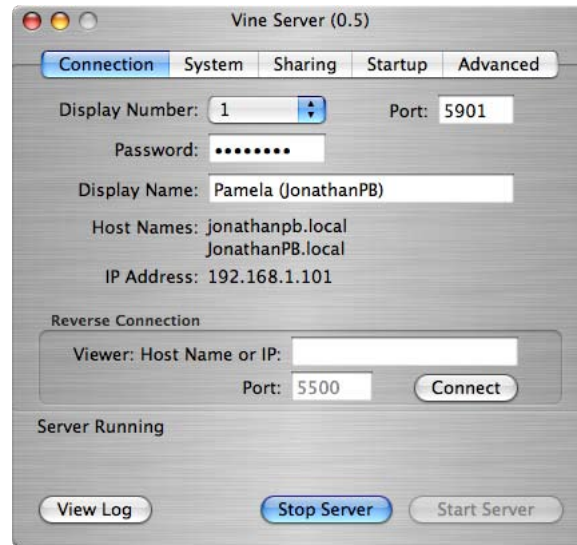 Vine Server (0.5)
Connection System Sharing Startup Advanced
Display Number: 1 Port: 5901
Password: ••••••••
Display Name: Pamela (JonathanPB)
Host Names: jonathanpb.local
JonathanPB.local
IP Address: 192.168.1.101
Reverse Connection
Viewer: Host Name or IP:
Port: 5500 Connect
Server Running
View Log Stop Server Start Server